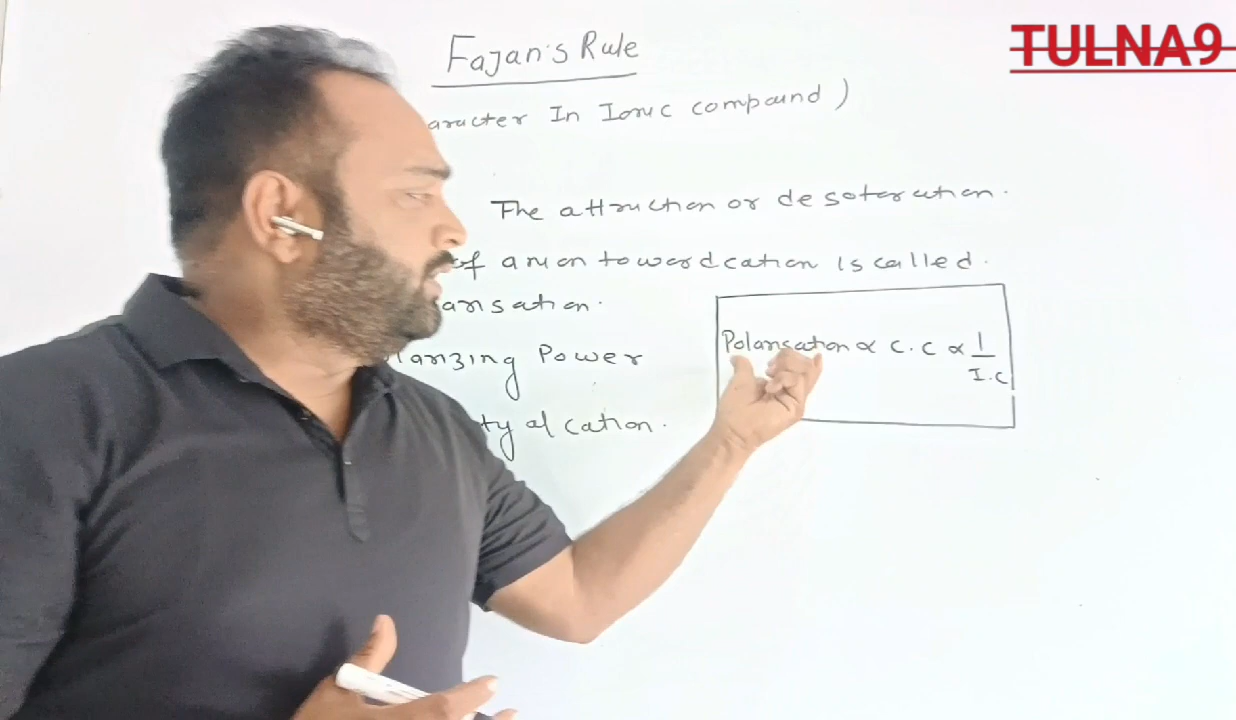 TULNA9
Fajan's Rule
aracter In Ionic compound )
The attruction or desotoration.
of anion toward cation is called.
arisation.
larizing Power
Polarisation ∝ C.C ∝ 1/I.C
ty of cation.